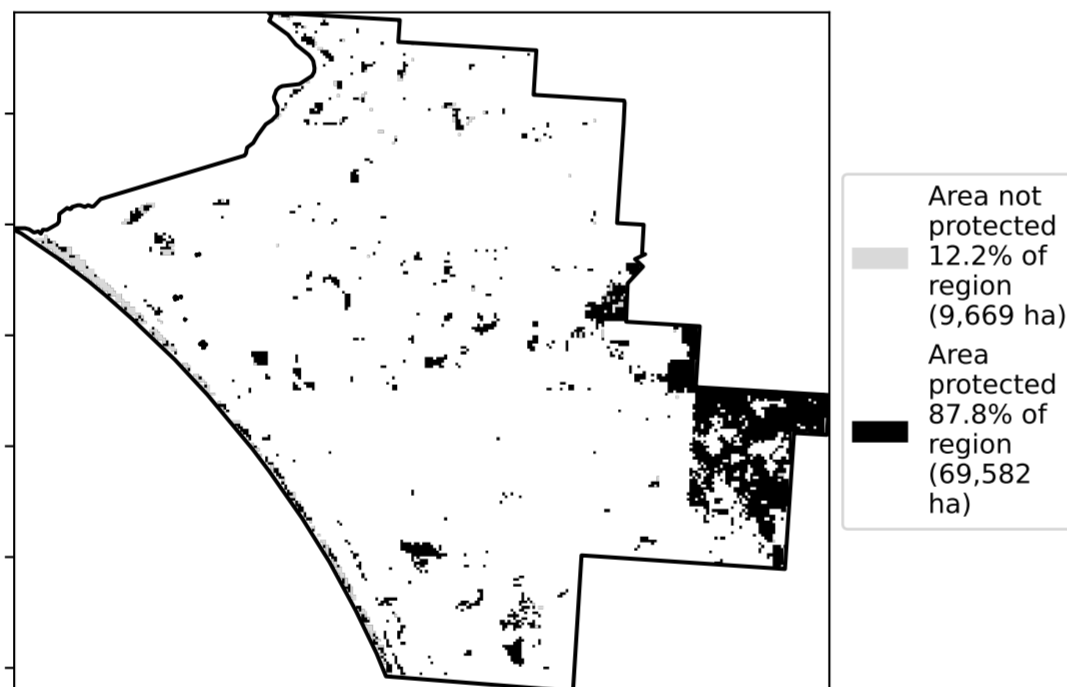 Area not
protected
12.2% of
region
(9,669 ha)
Area
protected
87.8% of
region
(69,582
ha)